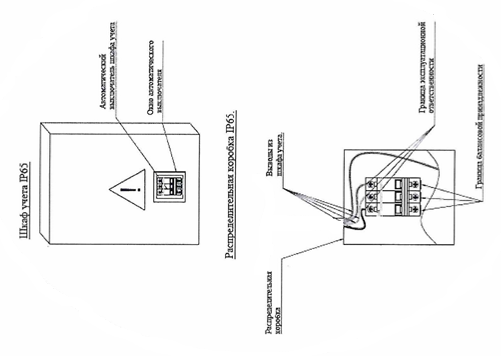 Шкаф учета IP65
Автоматический
выключатель шкафа учета
Окно автоматического
выключателя
!
Распределительная коробка IP65
Распределительная
коробка
Выводы из
шкафа учета
Граница эксплуатационной
ответственности
Граница балансовой принадлежности